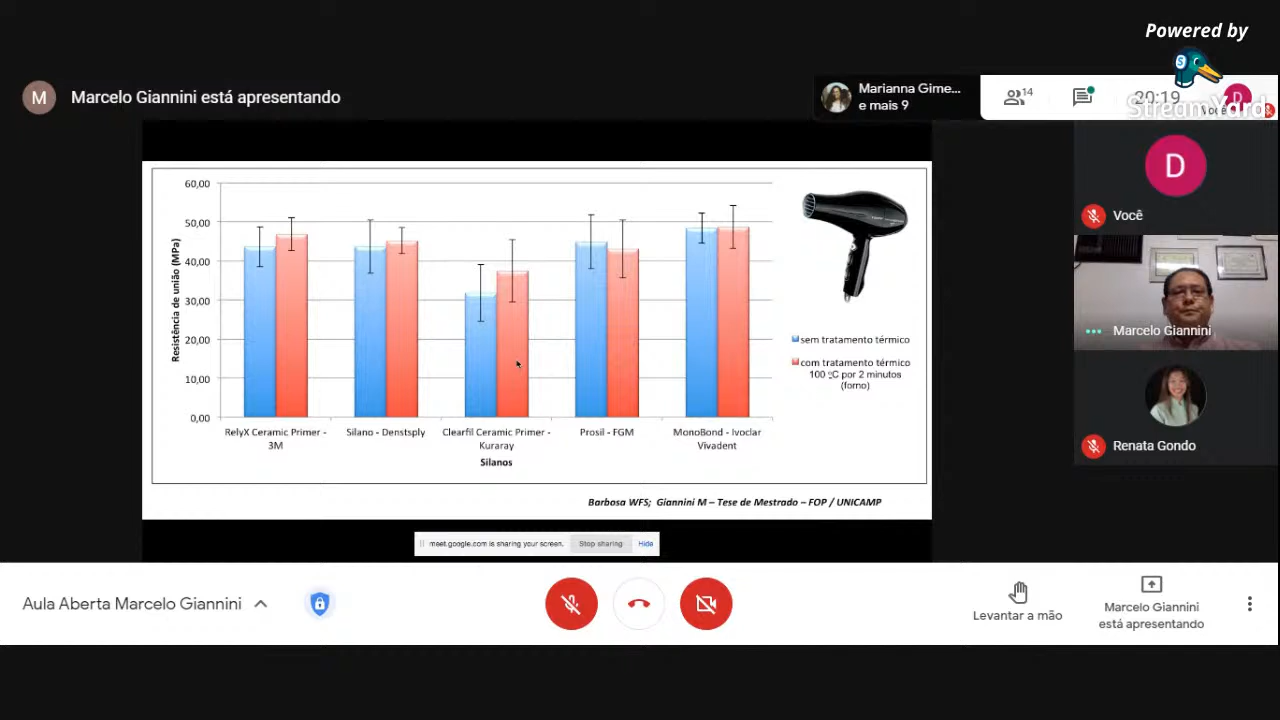 Powered by
StreamYard
M
Marcelo Giannini está apresentando
Marianna Gime...
e mais 9
14
20:19
D
Você
Marcelo Giannini
Renata Gondo
60,00
50,00
40,00
30,00
20,00
10,00
0,00
Resistência de união (MPa)
RelyX Ceramic Primer -
3M
Silano - Denstsply
Clearfil Ceramic Primer -
Kuraray
Prosil - FGM
MonoBond - Ivoclar
Vivadent
Silanos
sem tratamento térmico
com tratamento térmico
100 ºC por 2 minutos
(forno)
Barbosa WFS; Giannini M – Tese de Mestrado – FOP / UNICAMP
meet.google.com is sharing your screen.
Stop sharing
Hide
Aula Aberta Marcelo Giannini
Levantar a mão
Marcelo Giannini
está apresentando